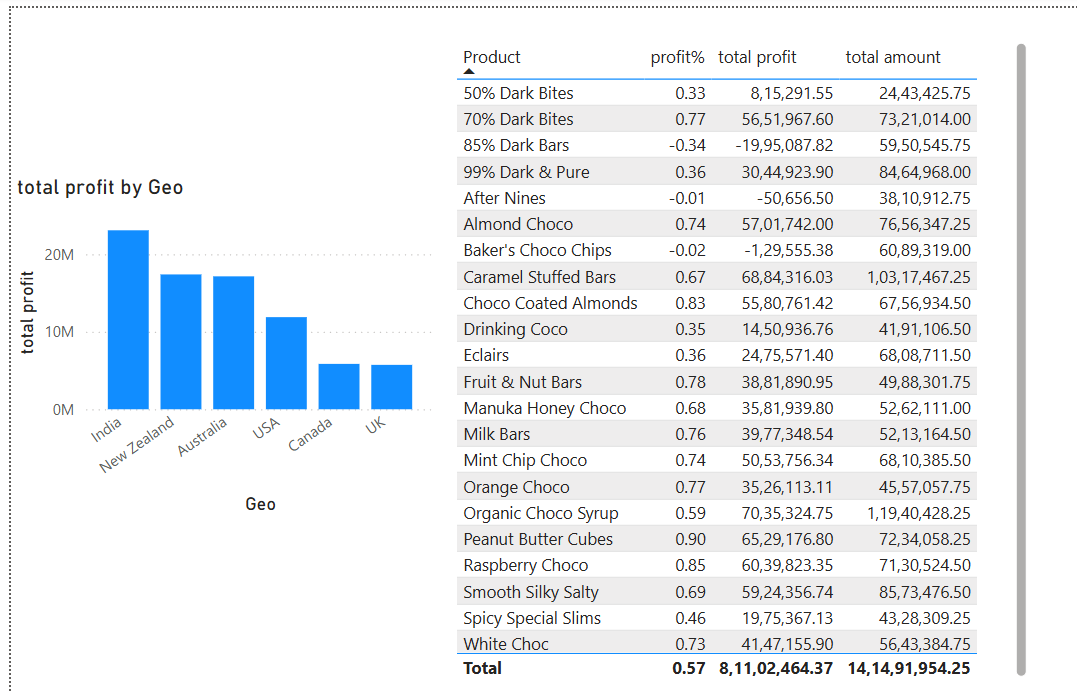 total profit by Geo
total profit
20M
10M
0M
India
New Zealand
Australia
USA
Canada
UK
Geo
Product profit% total profit total amount
50% Dark Bites 0.33 8,15,291.55 24,43,425.75
70% Dark Bites 0.77 56,51,967.60 73,21,014.00
85% Dark Bars -0.34 -19,95,087.82 59,50,545.75
99% Dark & Pure 0.36 30,44,923.90 84,64,968.00
After Nines -0.01 -50,656.50 38,10,912.75
Almond Choco 0.74 57,01,742.00 76,56,347.25
Baker's Choco Chips -0.02 -1,29,555.38 60,89,319.00
Caramel Stuffed Bars 0.67 68,84,316.03 1,03,17,467.25
Choco Coated Almonds 0.83 55,80,761.42 67,56,934.50
Drinking Coco 0.35 14,50,936.76 41,91,106.50
Eclairs 0.36 24,75,571.40 68,08,711.50
Fruit & Nut Bars 0.78 38,81,890.95 49,88,301.75
Manuka Honey Choco 0.68 35,81,939.80 52,62,111.00
Milk Bars 0.76 39,77,348.54 52,13,164.50
Mint Chip Choco 0.74 50,53,756.34 68,10,385.50
Orange Choco 0.77 35,26,113.11 45,57,057.75
Organic Choco Syrup 0.59 70,35,324.75 1,19,40,428.25
Peanut Butter Cubes 0.90 65,29,176.80 72,34,058.25
Raspberry Choco 0.85 60,39,823.35 71,30,524.50
Smooth Silky Salty 0.69 59,24,356.74 85,73,476.50
Spicy Special Slims 0.46 19,75,367.13 43,28,309.25
White Choc 0.73 41,47,155.90 56,43,384.75
Total 0.57 8,11,02,464.37 14,14,91,954.25